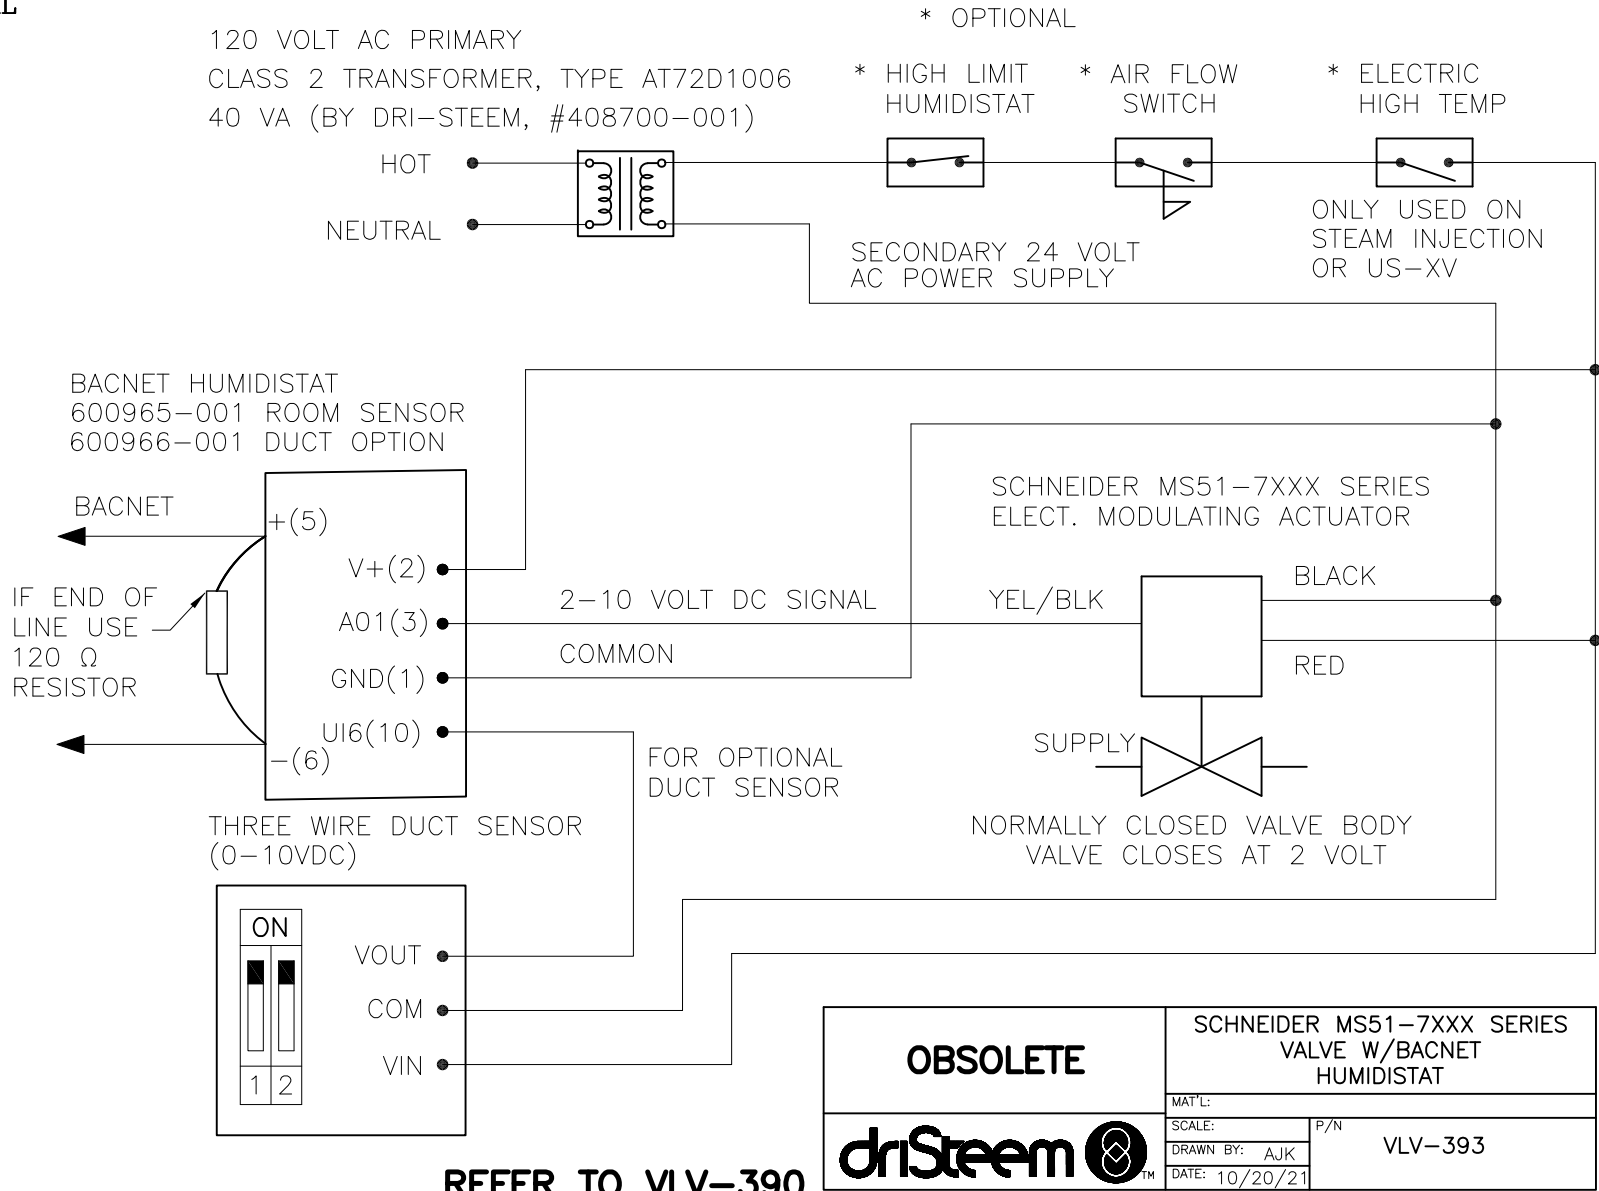 * OPTIONAL
120 VOLT AC PRIMARY
CLASS 2 TRANSFORMER, TYPE AT72D1006
40 VA (BY DRI-STEEM, #408700-001)
* HIGH LIMIT
HUMIDISTAT
* AIR FLOW
SWITCH
* ELECTRIC
HIGH TEMP
HOT
NEUTRAL
ONLY USED ON
STEAM INJECTION
OR US-XV
SECONDARY 24 VOLT
AC POWER SUPPLY
BACNET HUMIDISTAT
600965-001 ROOM SENSOR
600966-001 DUCT OPTION
BACNET
+(5)
V+(2)
IF END OF
LINE USE
120 Ω
RESISTOR
A01(3)
GND(1)
UI6(10)
-(6)
2-10 VOLT DC SIGNAL
COMMON
SCHNEIDER MS51-7XXX SERIES
ELECT. MODULATING ACTUATOR
YEL/BLK
BLACK
RED
SUPPLY
FOR OPTIONAL
DUCT SENSOR
NORMALLY CLOSED VALVE BODY
VALVE CLOSES AT 2 VOLT
THREE WIRE DUCT SENSOR
(0-10VDC)
ON
1 2
VOUT
COM
VIN
REFER TO VLV-390
OBSOLETE
driSteem TM
SCHNEIDER MS51-7XXX SERIES
VALVE W/BACNET
HUMIDISTAT
MAT'L:
SCALE:
P/N
VLV-393
DRAWN BY: AJK
DATE: 10/20/21